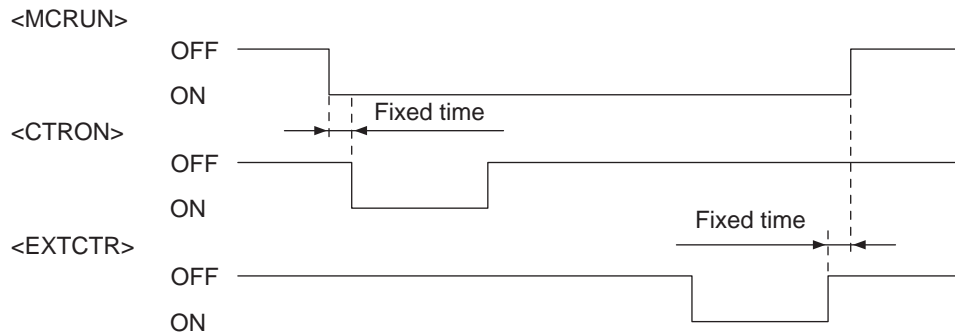 <MCRUN>
OFF
ON
Fixed time
<CTRON>
OFF
ON
Fixed time
<EXTCTR>
OFF
ON